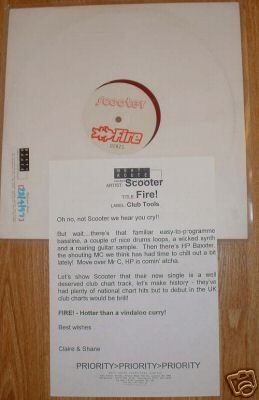 Scooter
Fire
BEAT
ROUTE
ARTIST: Scooter
TITLE: Fire!
LABEL: Club Tools
Oh no, not Scooter we hear you cry!!
But wait....there's that familiar easy-to-programme
bassline, a couple of nice drums loops, a wicked synth
and a roaring guitar sample. Then there's HP Baxter,
the shouting MC we think has had time to chill out a bit
lately! Move over Mr C, HP is comin' atcha.
Let's show Scooter that their new single is a well
deserved club chart track, let's make history - they've
had plenty of national chart hits but to debut in the UK
club charts would be brill!
FIRE! - Hotter than a vindaloo curry!
Best wishes
Claire & Shane
PRIORITY>PRIORITY>PRIORITY